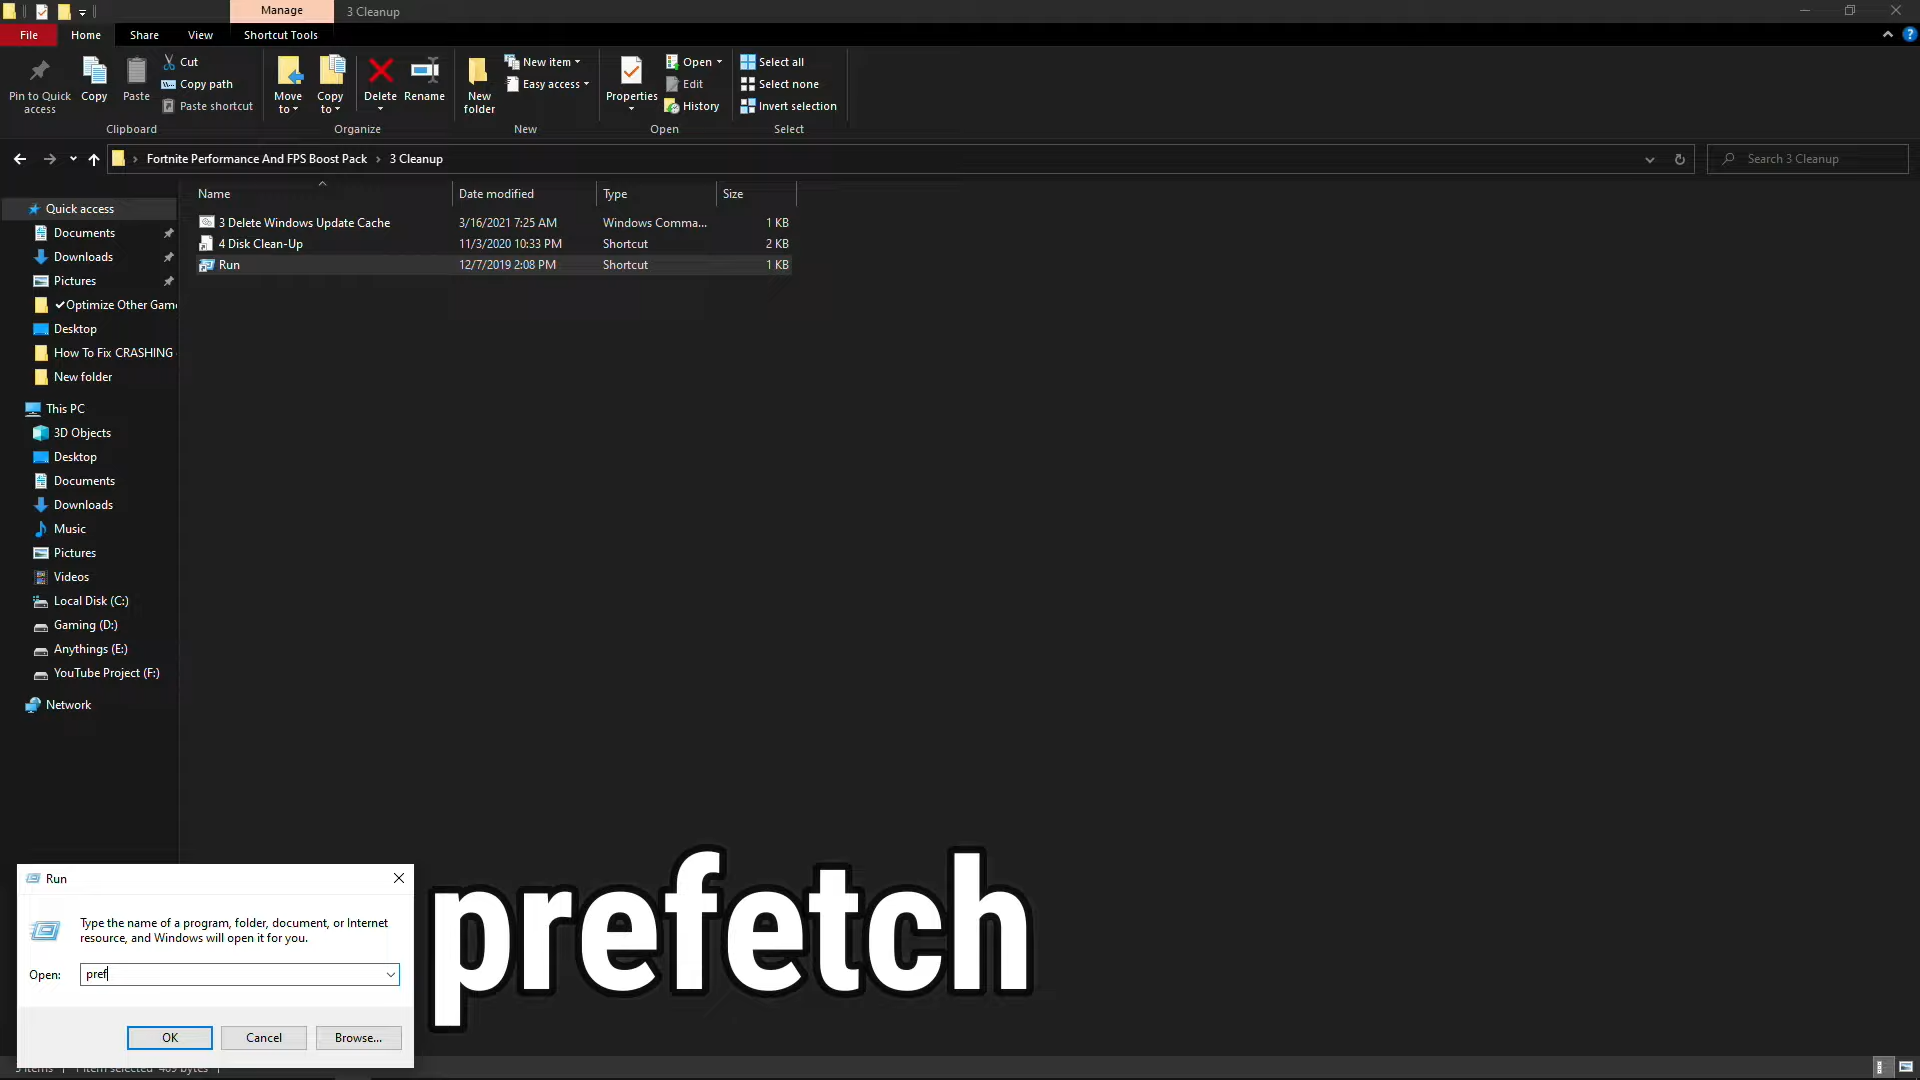 Manage
3 Cleanup
File
Home
Share
View
Shortcut Tools
Pin to Quick access
Copy
Paste
Cut
Copy path
Paste shortcut
Clipboard
Move to
Copy to
Delete
Rename
Organize
New folder
New item
Easy access
New
Properties
Open
Edit
History
Open
Select all
Select none
Invert selection
Select
Fortnite Performance And FPS Boost Pack › 3 Cleanup
Search 3 Cleanup
Name
Date modified
Type
Size
3 Delete Windows Update Cache 3/16/2021 7:25 AM Windows Comma... 1 KB
4 Disk Clean-Up 11/3/2020 10:33 PM Shortcut 2 KB
Run 12/7/2019 2:08 PM Shortcut 1 KB
Quick access
Documents
Downloads
Pictures
✔Optimize Other Game
Desktop
How To Fix CRASHING
New folder
This PC
3D Objects
Desktop
Documents
Downloads
Music
Pictures
Videos
Local Disk (C:)
Gaming (D:)
Anythings (E:)
YouTube Project (F:)
Network
Run
Type the name of a program, folder, document, or Internet
resource, and Windows will open it for you.
Open: pref
OK
Cancel
Browse...
prefetch